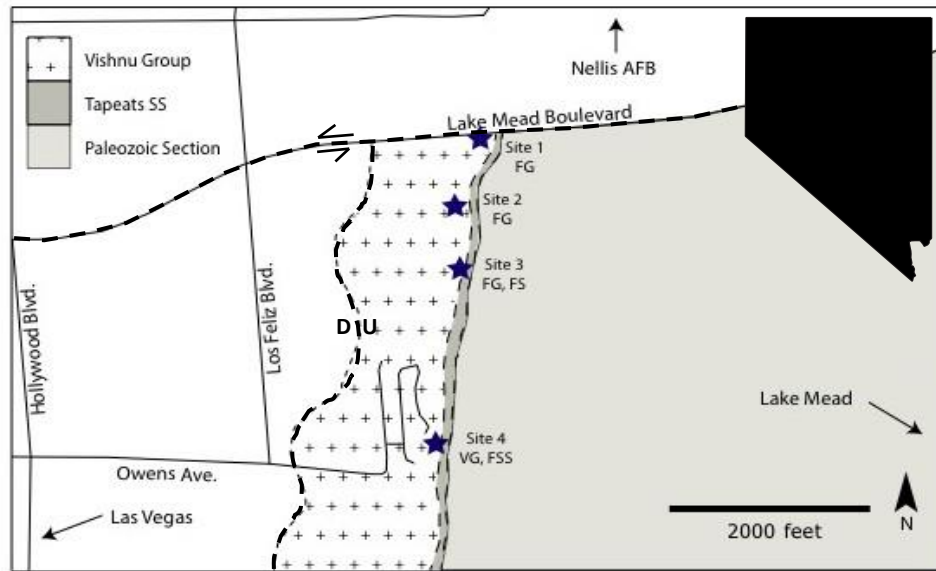 Vishnu Group
Tapeats SS
Paleozoic Section
Nellis AFB
Lake Mead Boulevard
Site 1
FG
Site 2
FG
Site 3
FG, FS
D U
Hollywood Blvd.
Los Feliz Blvd.
Lake Mead
Site 4
VG, FSS
Owens Ave.
Las Vegas
2000 feet
N